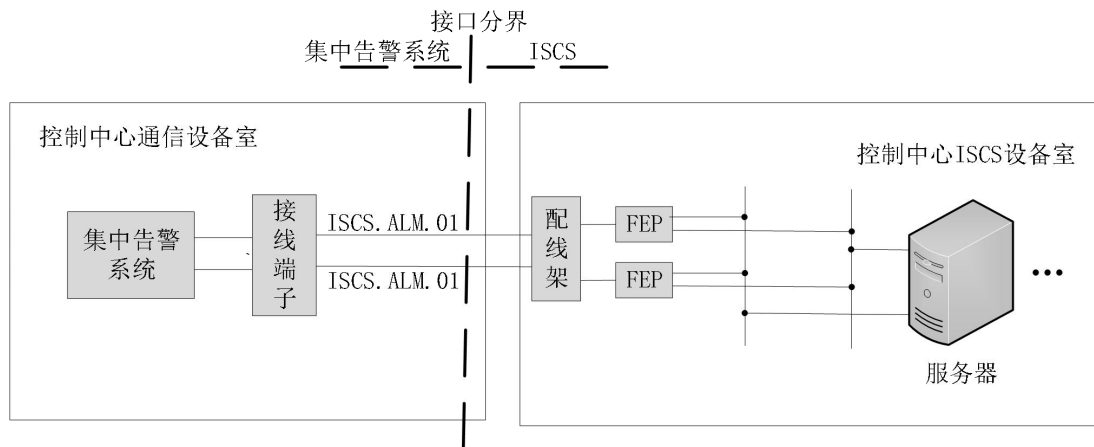 接口分界
集中告警系统
ISCS
控制中心通信设备室
控制中心ISCS设备室
集中告警
系统
接线端子
ISCS.ALM.01
ISCS.ALM.01
配线架
FEP
FEP
服务器